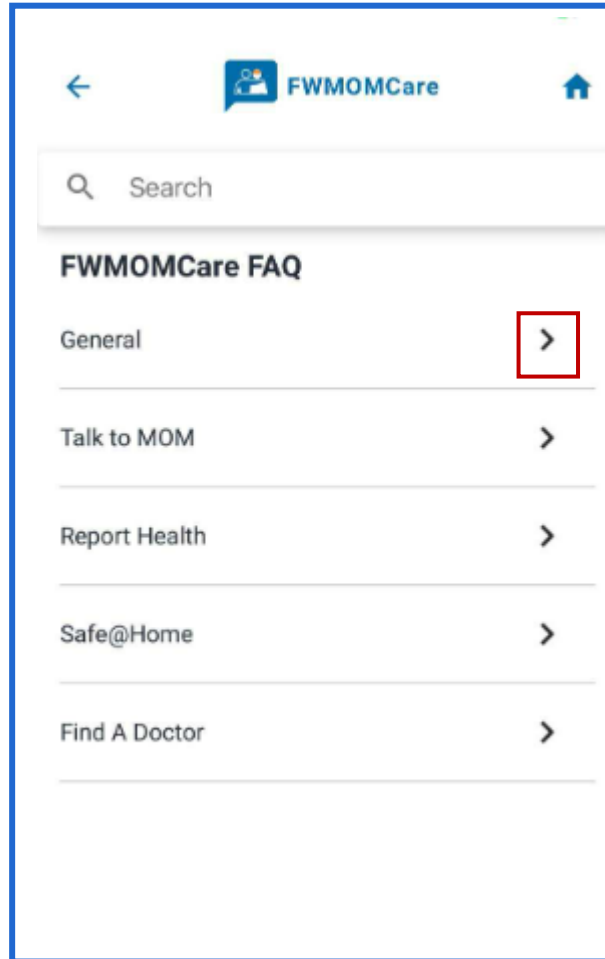 FWMOMCare
Search
FWMOMCare FAQ
General
Talk to MOM
Report Health
Safe@Home
Find A Doctor